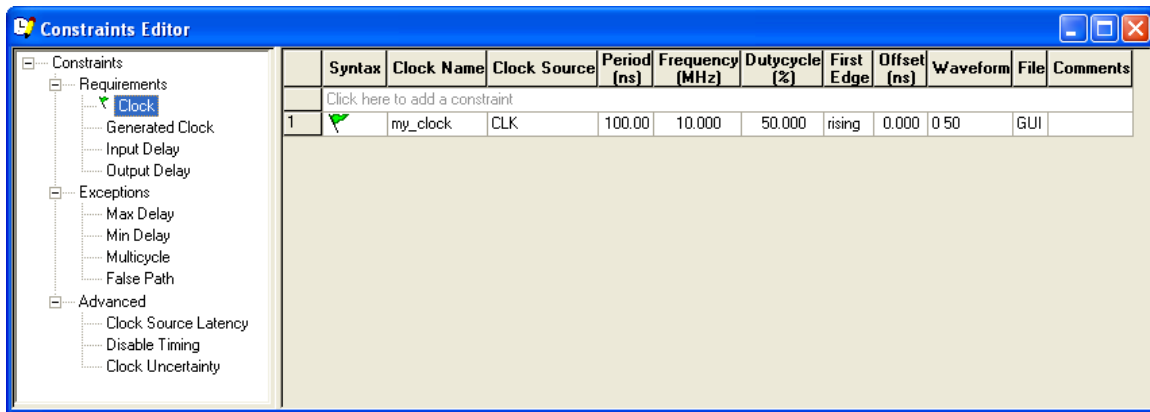 Constraints Editor
Constraints
Requirements
Clock
Generated Clock
Input Delay
Output Delay
Exceptions
Max Delay
Min Delay
Multicycle
False Path
Advanced
Clock Source Latency
Disable Timing
Clock Uncertainty
Syntax Clock Name Clock Source Period (ns) Frequency (MHz) Dutycycle (%) First Edge Offset (ns) Waveform File Comments
Click here to add a constraint
1 my_clock CLK 100.00 10.000 50.000 rising 0.000 0 50 GUI